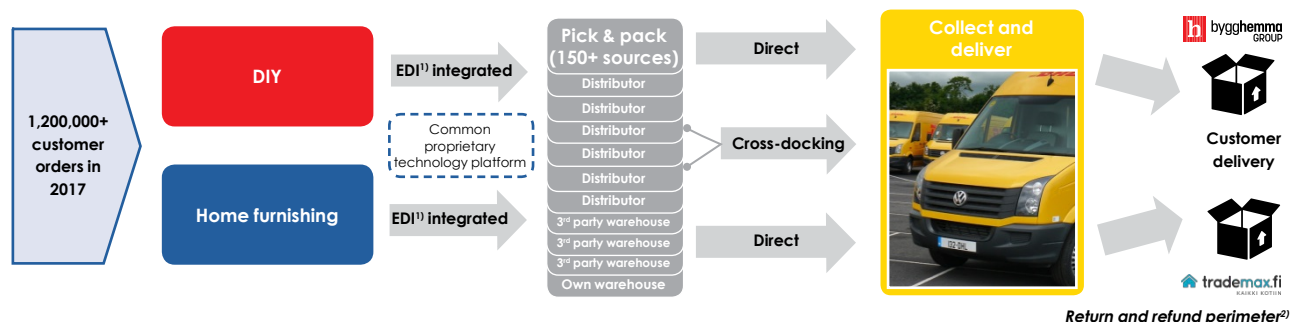 1,200,000+
customer
orders in
2017
DIY
Home furnishing
EDI¹⁾ integrated
Common
proprietary
technology platform
EDI¹⁾ integrated
Pick & pack
(150+ sources)
Distributor
Distributor
Distributor
Distributor
Distributor
Distributor
3rd party warehouse
3rd party warehouse
3rd party warehouse
Own warehouse
Direct
Cross-docking
Direct
Collect and
deliver
h bygghemma
GROUP
Customer
delivery
trademax.fi
KAIKKI KOTIIN
Return and refund perimeter²⁾